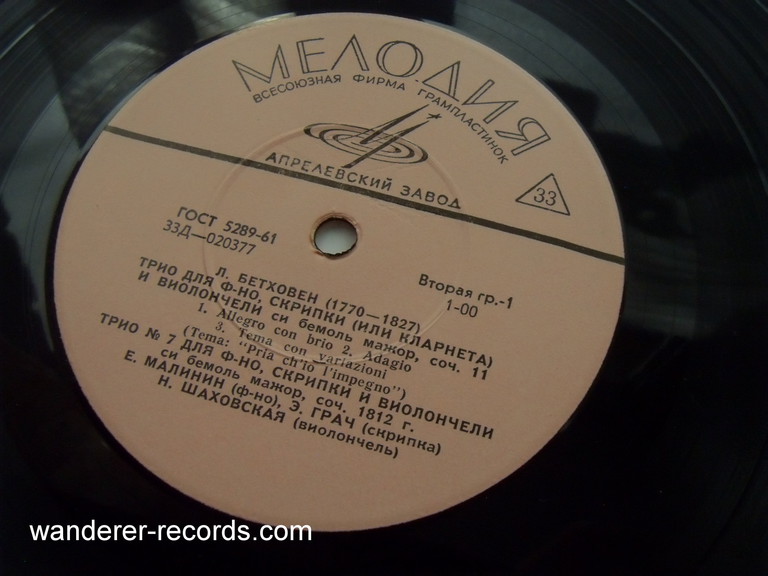 МЕЛОДИЯ
ВСЕСОЮЗНАЯ ФИРМА ГРАМПЛАСТИНОК
АПРЕЛЕВСКИЙ ЗАВОД
33
ГОСТ 5289-61
33Д—020377
Вторая гр.-1
1-00
Л. БЕТХОВЕН (1770—1827)
ТРИО ДЛЯ Ф-НО, СКРИПКИ (ИЛИ КЛАРНЕТА)
И ВИОЛОНЧЕЛИ СИ БЕМОЛЬ МАЖОР, СОЧ. 11
1. Allegro con brio 2. Adagio
3. Tema con variazioni
(Tema: "Pria ch'io l'impegno")
ТРИО № 7 ДЛЯ Ф-НО, СКРИПКИ И ВИОЛОНЧЕЛИ
СИ бемоль мажор, соч. 1812 г.
Е. МАЛИНИН (ф-но), Э. ГРАЧ (скрипка)
Н. ШАХОВСКАЯ (виолончель)
wanderer-records.com